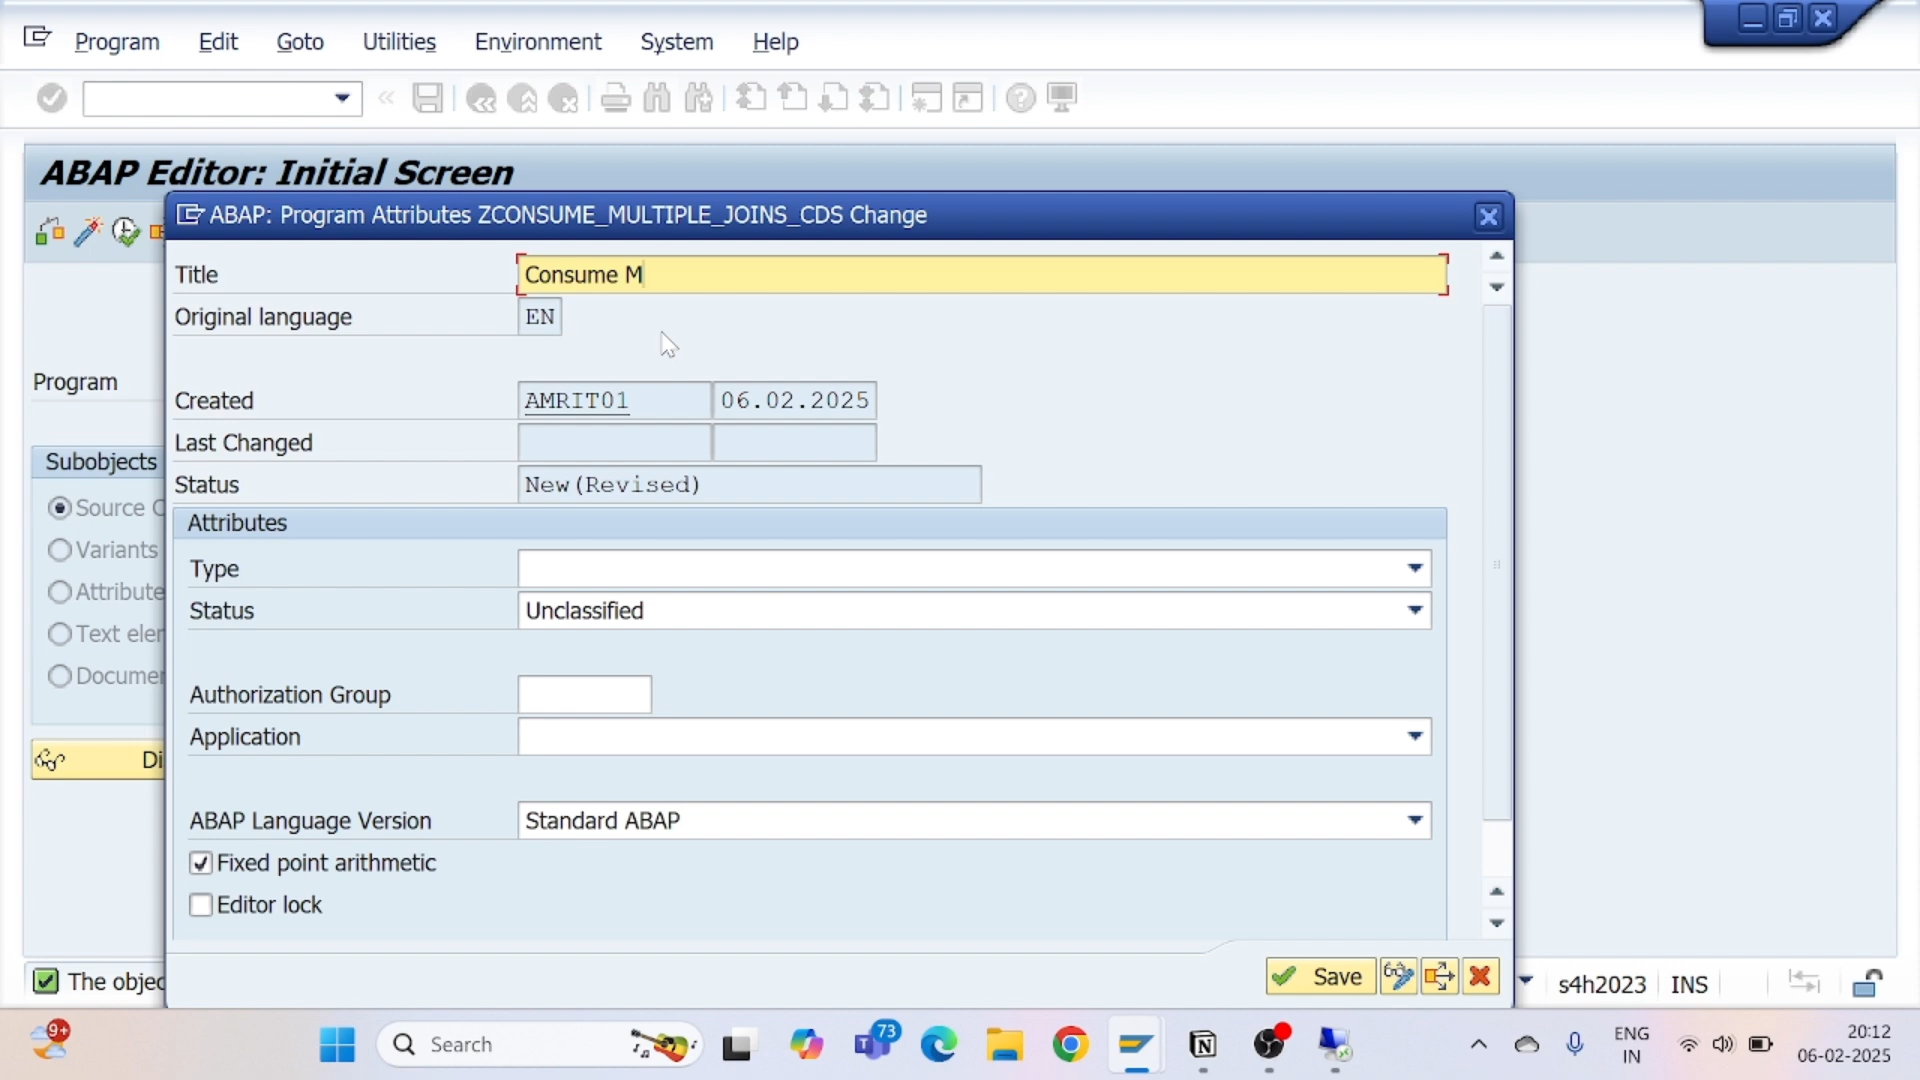 Program Edit Goto Utilities Environment System Help
ABAP Editor: Initial Screen
ABAP: Program Attributes ZCONSUME_MULTIPLE_JOINS_CDS Change
Title Consume M
Original language EN
Program
Created AMRIT01 06.02.2025
Last Changed
Subobjects
Status New(Revised)
Source C
Attributes
Variants
Type
Attribute
Status Unclassified
Text eler
Documer
Authorization Group
Application
Di
ABAP Language Version Standard ABAP
Fixed point arithmetic
Editor lock
Save
The objec
s4h2023 INS
9+
Search
73
ENG
IN
20:12
06-02-2025